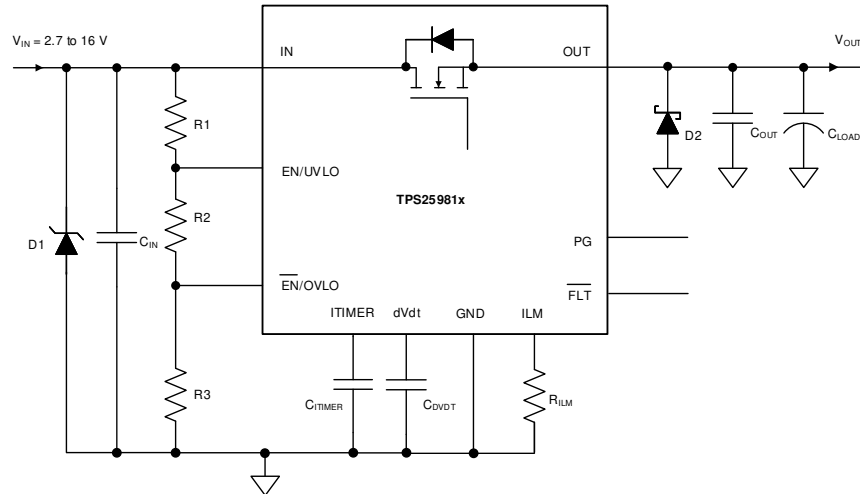 V_IN = 2.7 to 16 V
IN
OUT
V_OUT
R1
D2
C_OUT
C_LOAD
EN/UVLO
TPS25981x
R2
D1
C_IN
PG
EN/OVLO
FLT
ITIMER
dVdt
GND
ILM
R3
C_ITIMER
C_DVDT
R_ILM